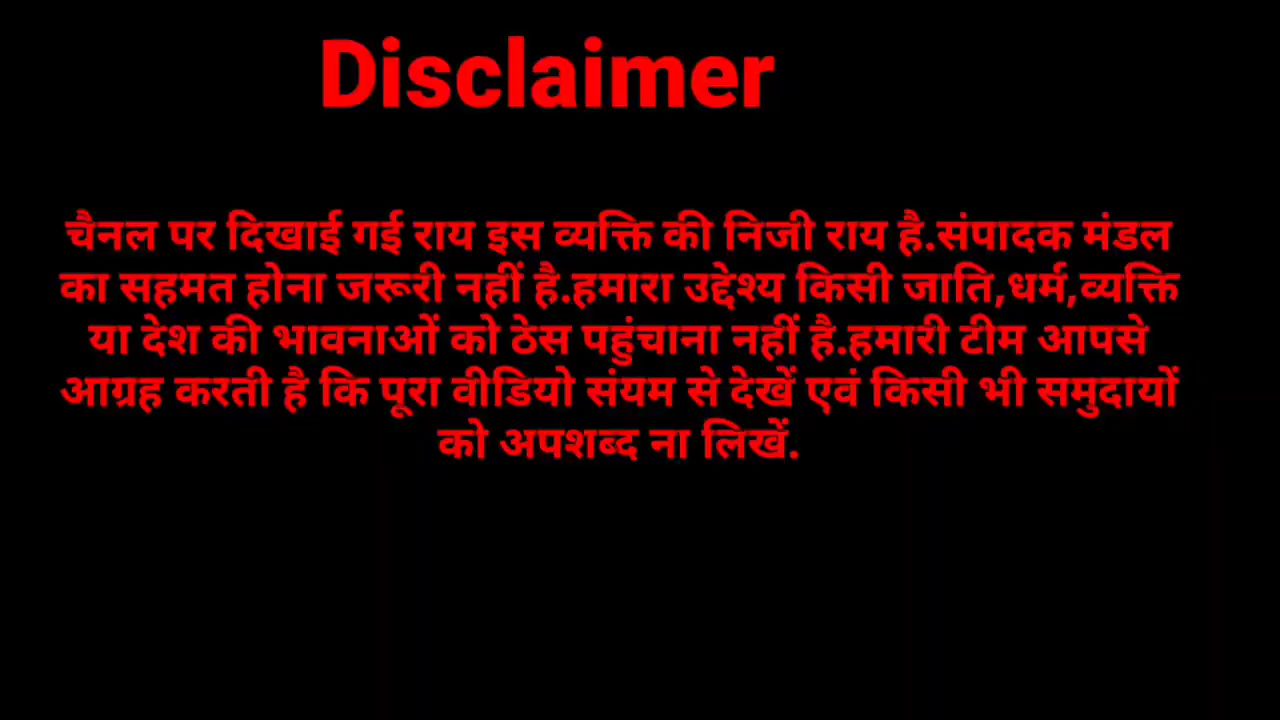 Disclaimer
चैनल पर दिखाई गई राय इस व्यक्ति की निजी राय है.संपादक मंडल
का सहमत होना जरूरी नहीं है.हमारा उद्देश्य किसी जाति,धर्म,व्यक्ति
या देश की भावनाओं को ठेस पहुंचाना नहीं है.हमारी टीम आपसे
आग्रह करती है कि पूरा वीडियो संयम से देखें एवं किसी भी समुदायों
को अपशब्द ना लिखें.